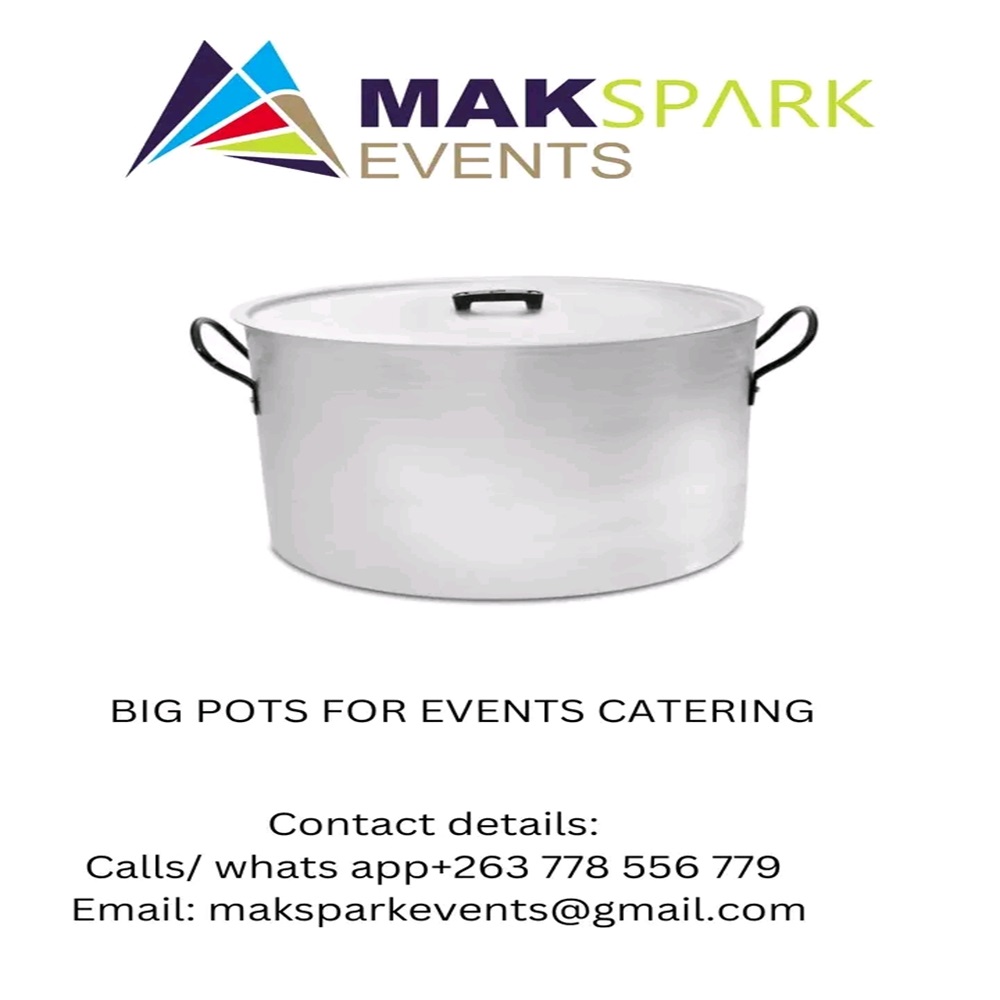 MAKSPARK
EVENTS
BIG POTS FOR EVENTS CATERING
Contact details:
Calls/ whats app+263 778 556 779
Email: maksparkevents@gmail.com